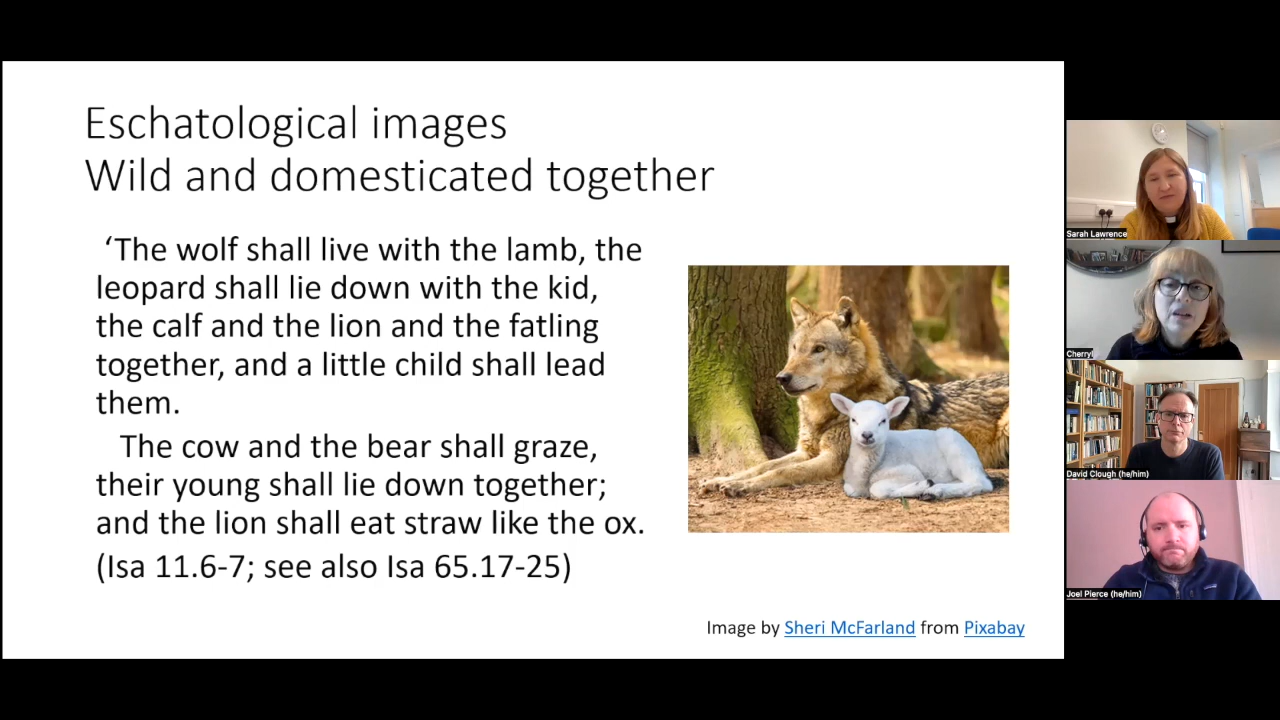 Eschatological images
Wild and domesticated together
‘The wolf shall live with the lamb, the
leopard shall lie down with the kid,
the calf and the lion and the fatling
together, and a little child shall lead
them.
The cow and the bear shall graze,
their young shall lie down together;
and the lion shall eat straw like the ox.
(Isa 11.6-7; see also Isa 65.17-25)
Image by Sheri McFarland from Pixabay
Sarah Lawrence
Cherryl
David Clough (he/him)
Joel Pierce (he/him)